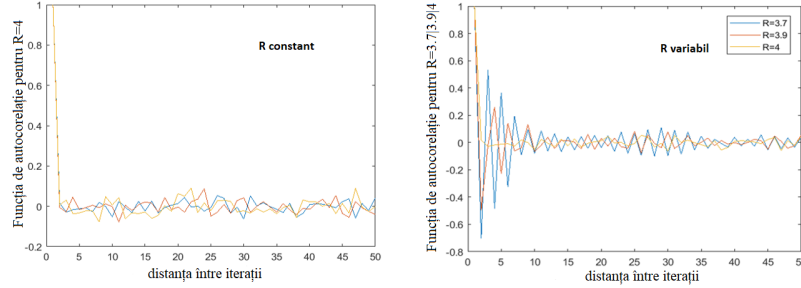 Funcția de autocorelație pentru R=4
1
0.8
0.6
0.4
0.2
0
-0.2
R constant
0 5 10 15 20 25 30 35 40 45 50
distanța între iterații
Funcția de autocorelație pentru R=3.7|3.9|4
1
0.8
0.6
0.4
0.2
0
-0.2
-0.4
-0.6
-0.8
R variabil
R=3.7
R=3.9
R=4
0 5 10 15 20 25 30 35 40 45 50
distanța între iterații